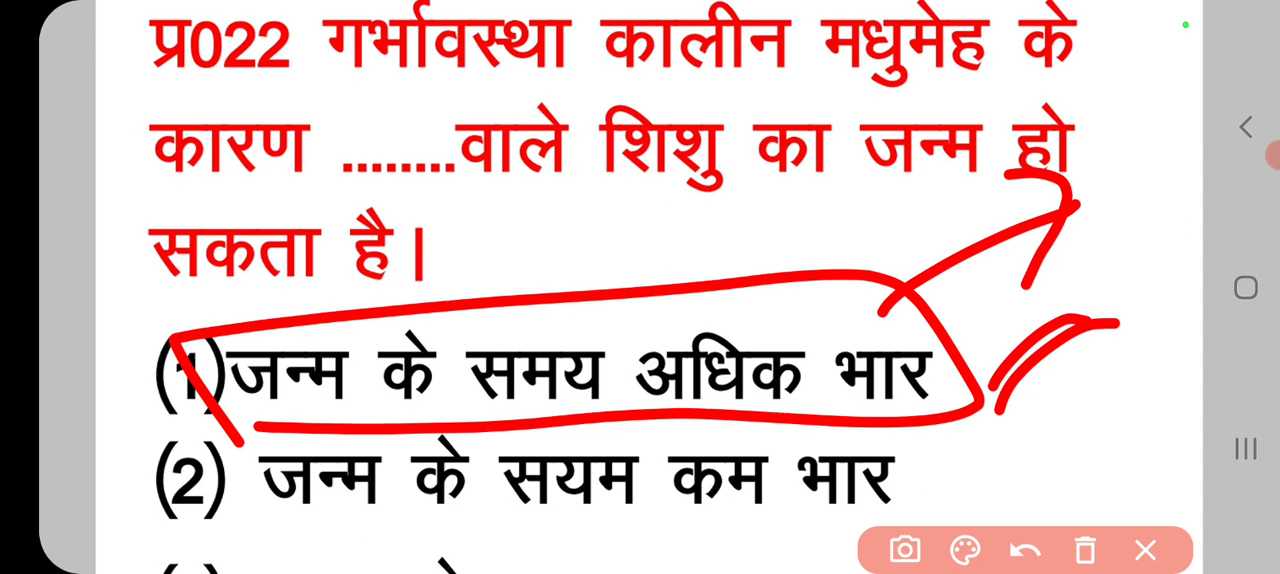 प्र022 गर्भावस्था कालीन मधुमेह के
कारण ........वाले शिशु का जन्म हो
सकता है।
(1)जन्म के समय अधिक भार
(2) जन्म के सयम कम भार